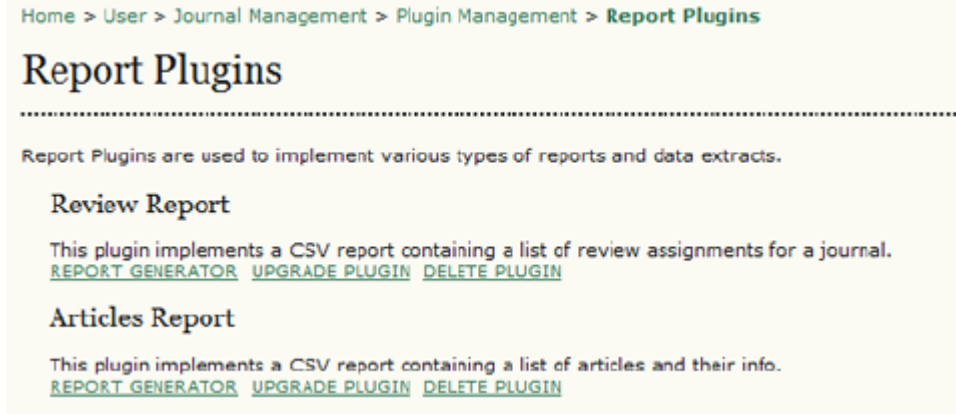 Home > User > Journal Management > Plugin Management > Report Plugins
Report Plugins
Report Plugins are used to implement various types of reports and data extracts.
Review Report
This plugin implements a CSV report containing a list of review assignments for a journal.
REPORT GENERATOR UPGRADE PLUGIN DELETE PLUGIN
Articles Report
This plugin implements a CSV report containing a list of articles and their info.
REPORT GENERATOR UPGRADE PLUGIN DELETE PLUGIN